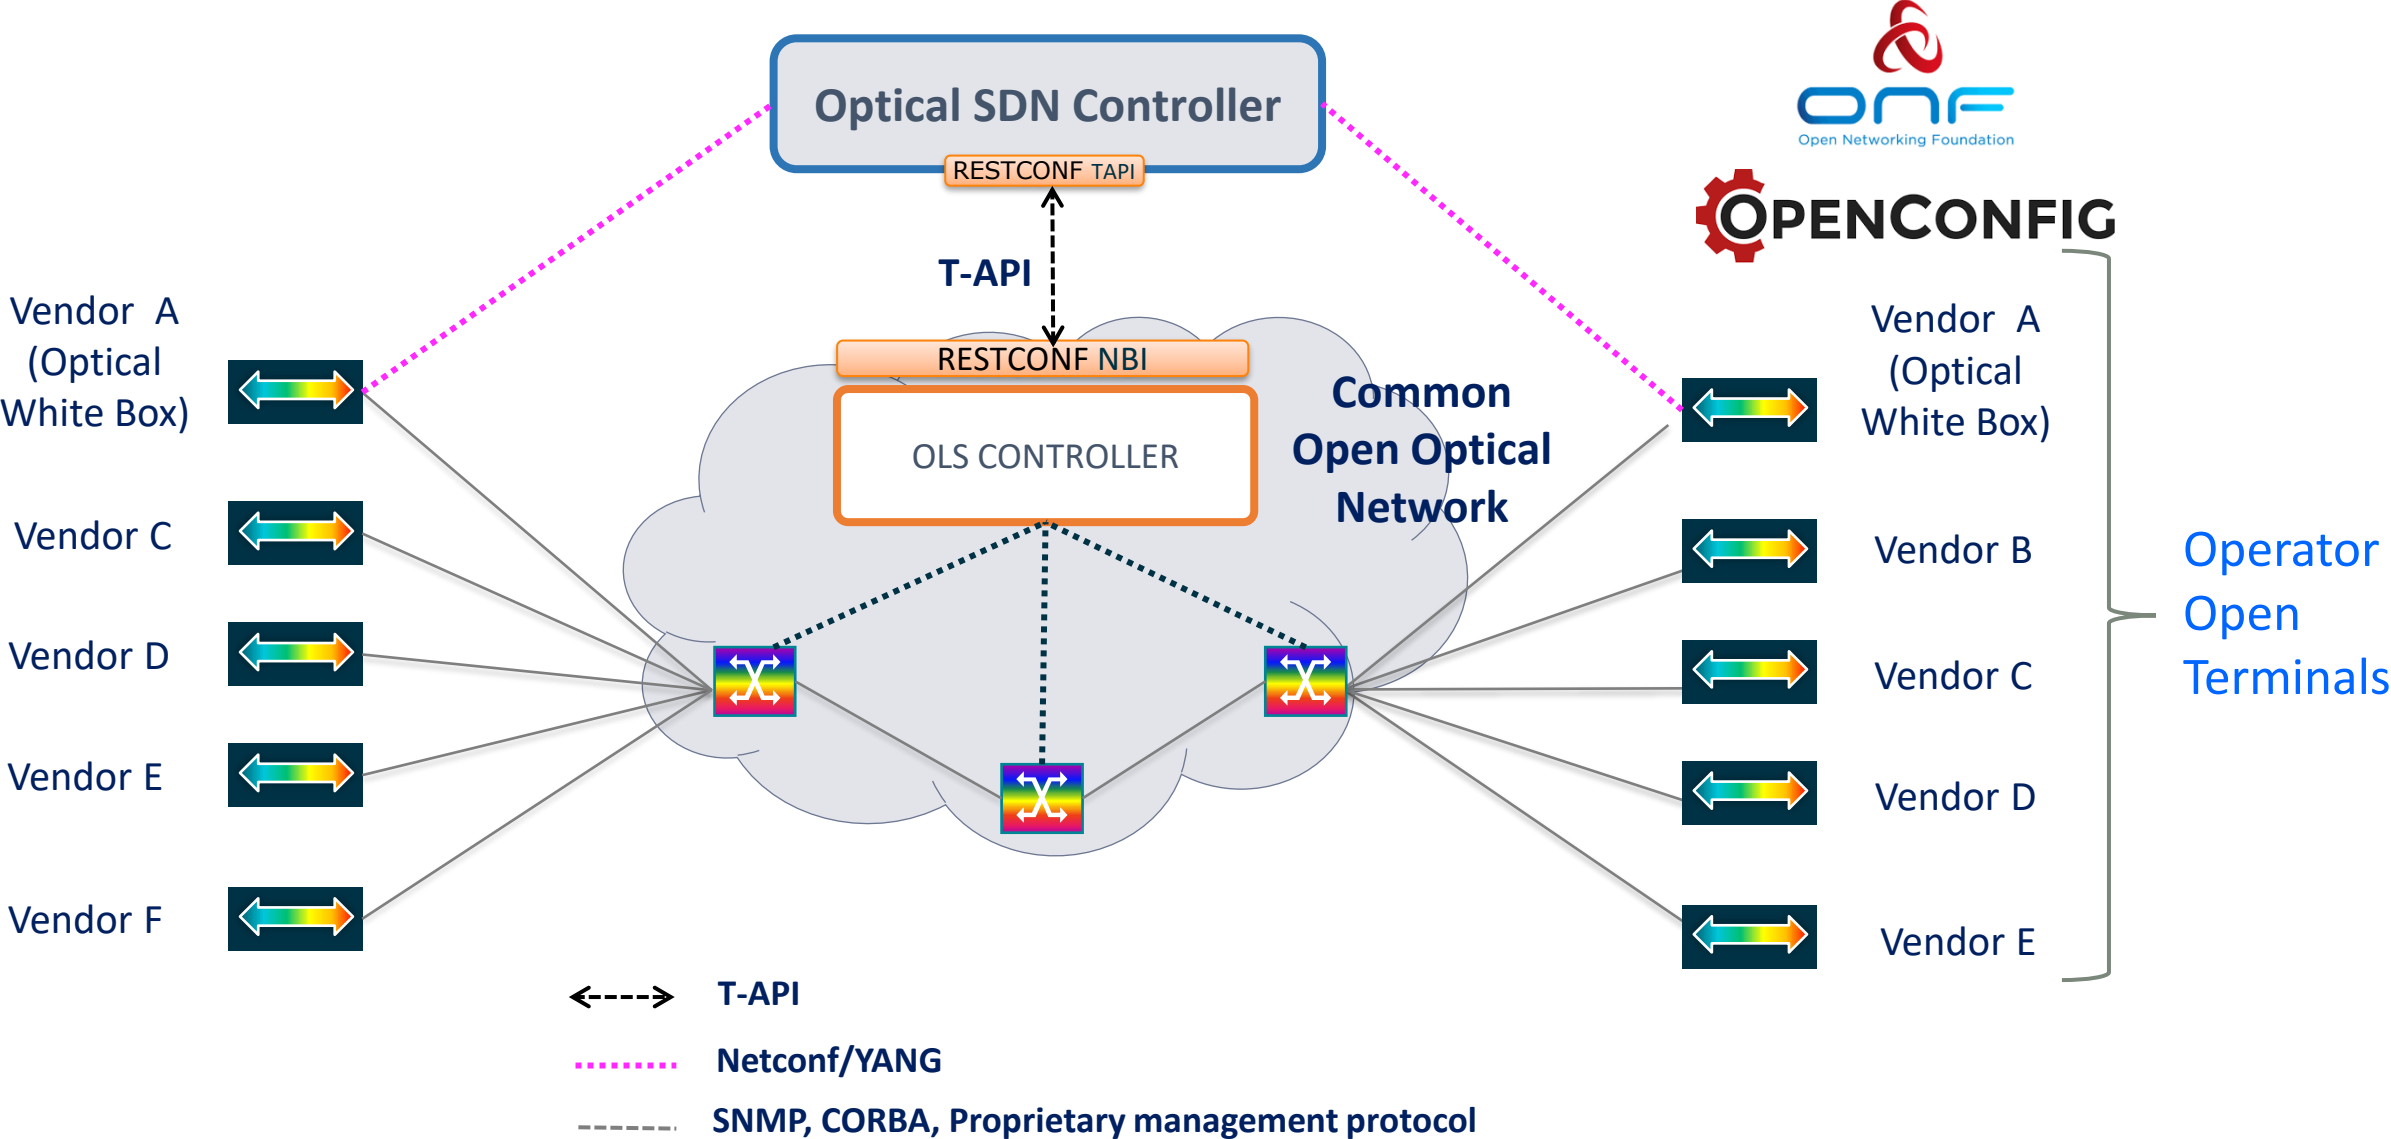 Optical SDN Controller
RESTCONF TAPI
T-API
ONF
Open Networking Foundation
OPENCONFIG
Vendor A
(Optical
White Box)
Vendor C
Vendor D
Vendor E
Vendor F
RESTCONF NBI
OLS CONTROLLER
Common
Open Optical
Network
Vendor A
(Optical
White Box)
Vendor B
Vendor C
Vendor D
Vendor E
Operator
Open
Terminals
T-API
Netconf/YANG
SNMP, CORBA, Proprietary management protocol